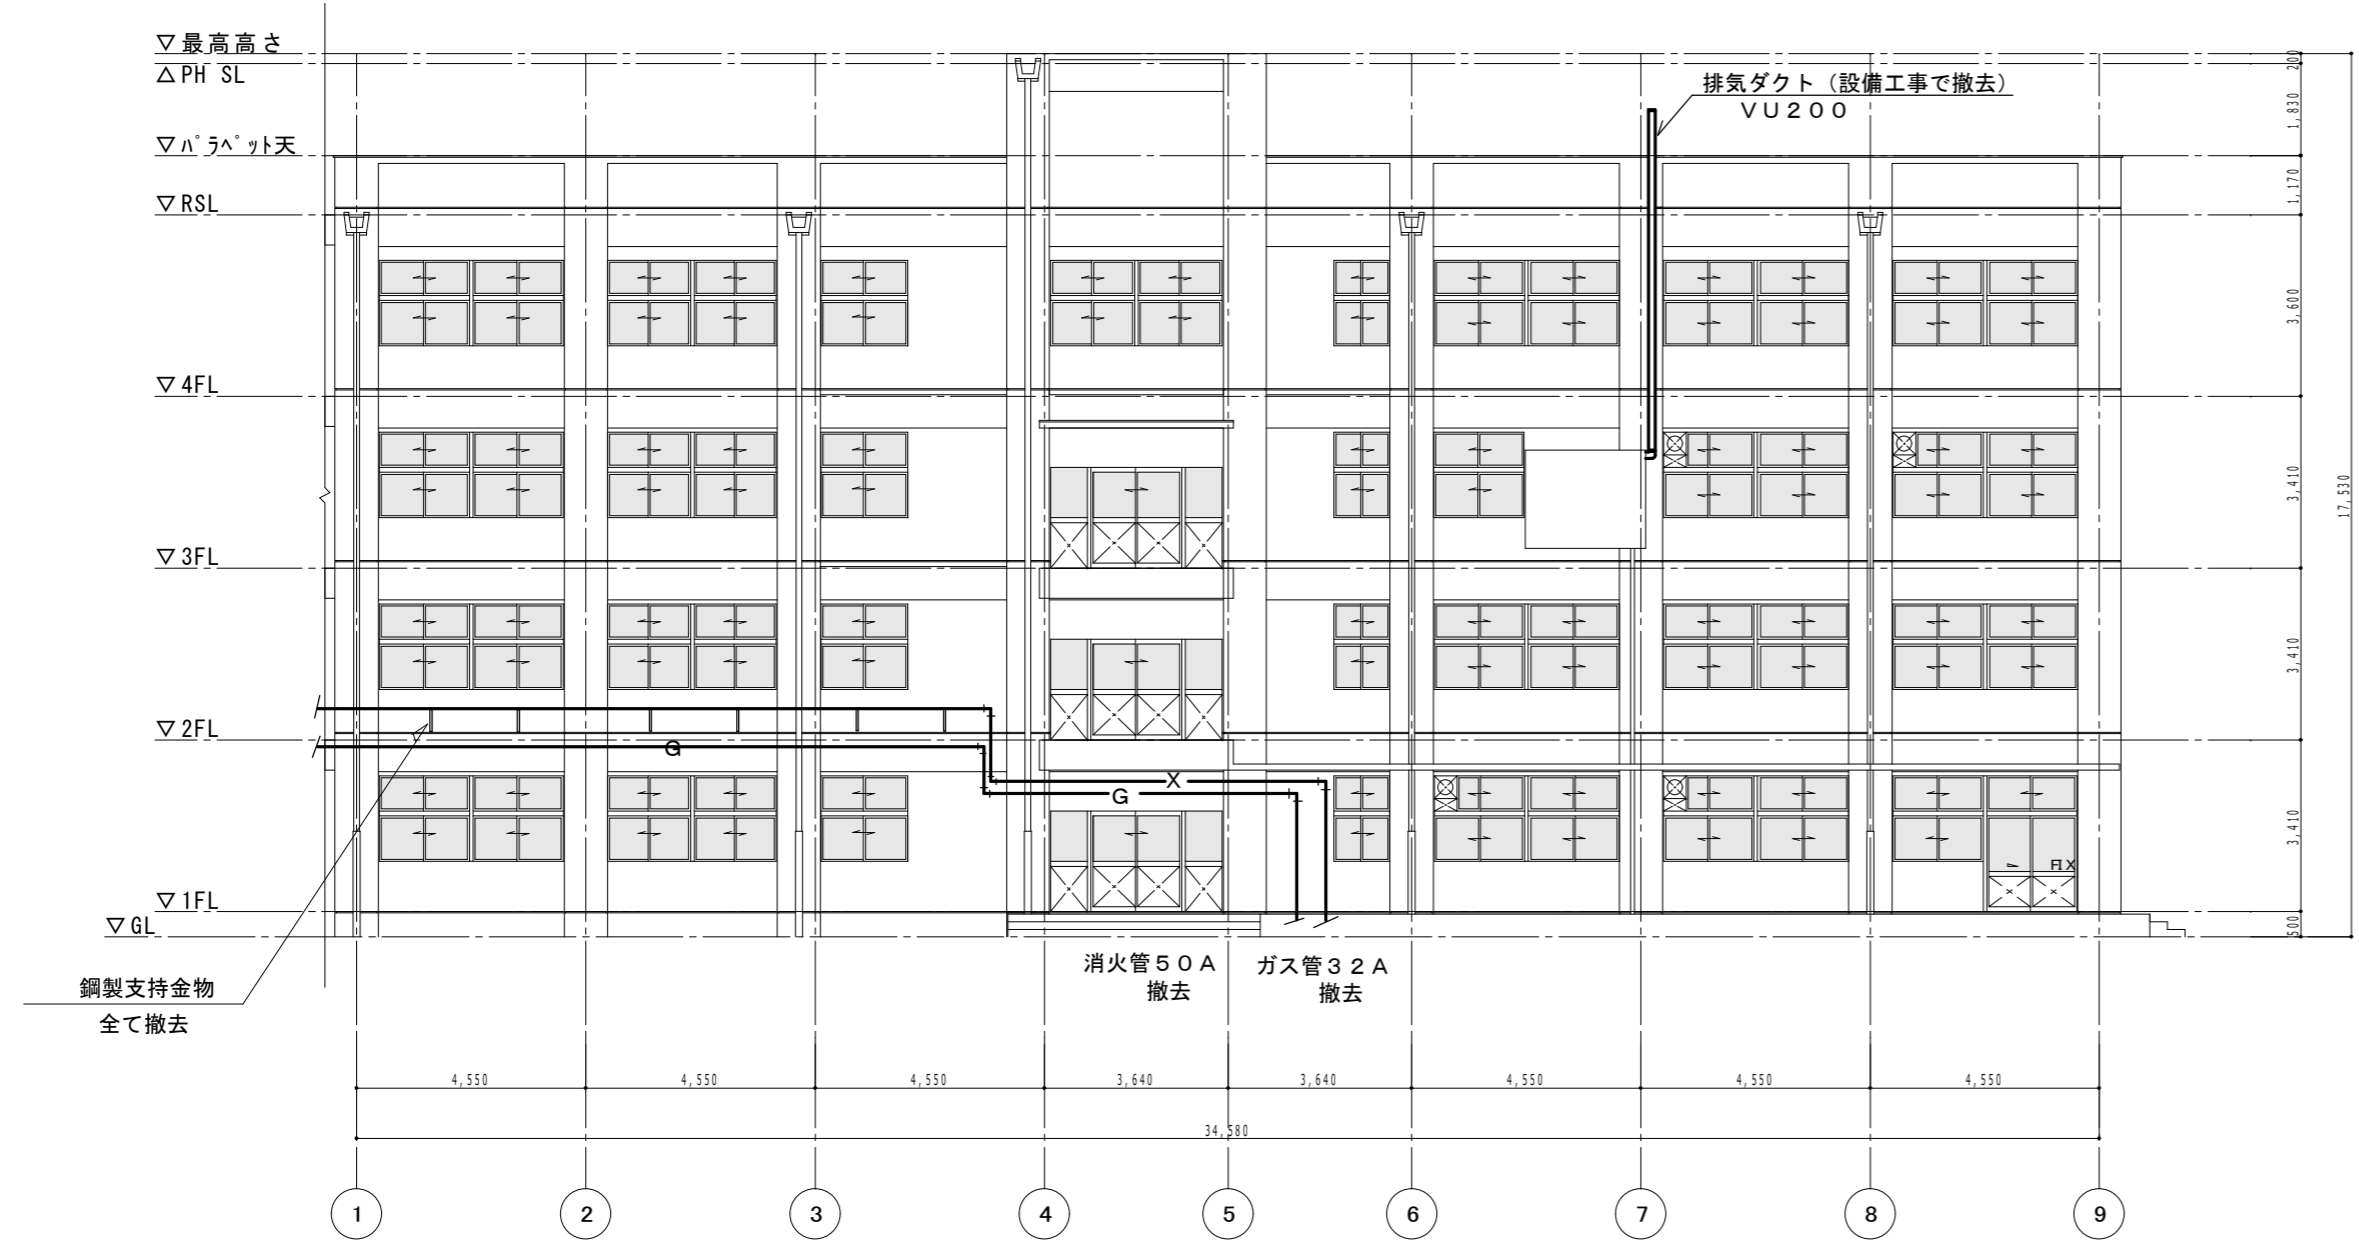 ▽最高高さ
△PH SL
▽パラペット天
▽RSL
▽4FL
▽3FL
▽2FL
▽1FL
▽GL
排気ダクト（設備工事で撤去）
ＶＵ２００
200
1,830
1,170
3,600
3,410
3,410
3,410
500
17,530
G
X
G
FIX
消火管５０Ａ
撤去
ガス管３２Ａ
撤去
鋼製支持金物
全て撤去
4,550
4,550
4,550
3,640
3,640
4,550
4,550
4,550
34,580
1
2
3
4
5
6
7
8
9